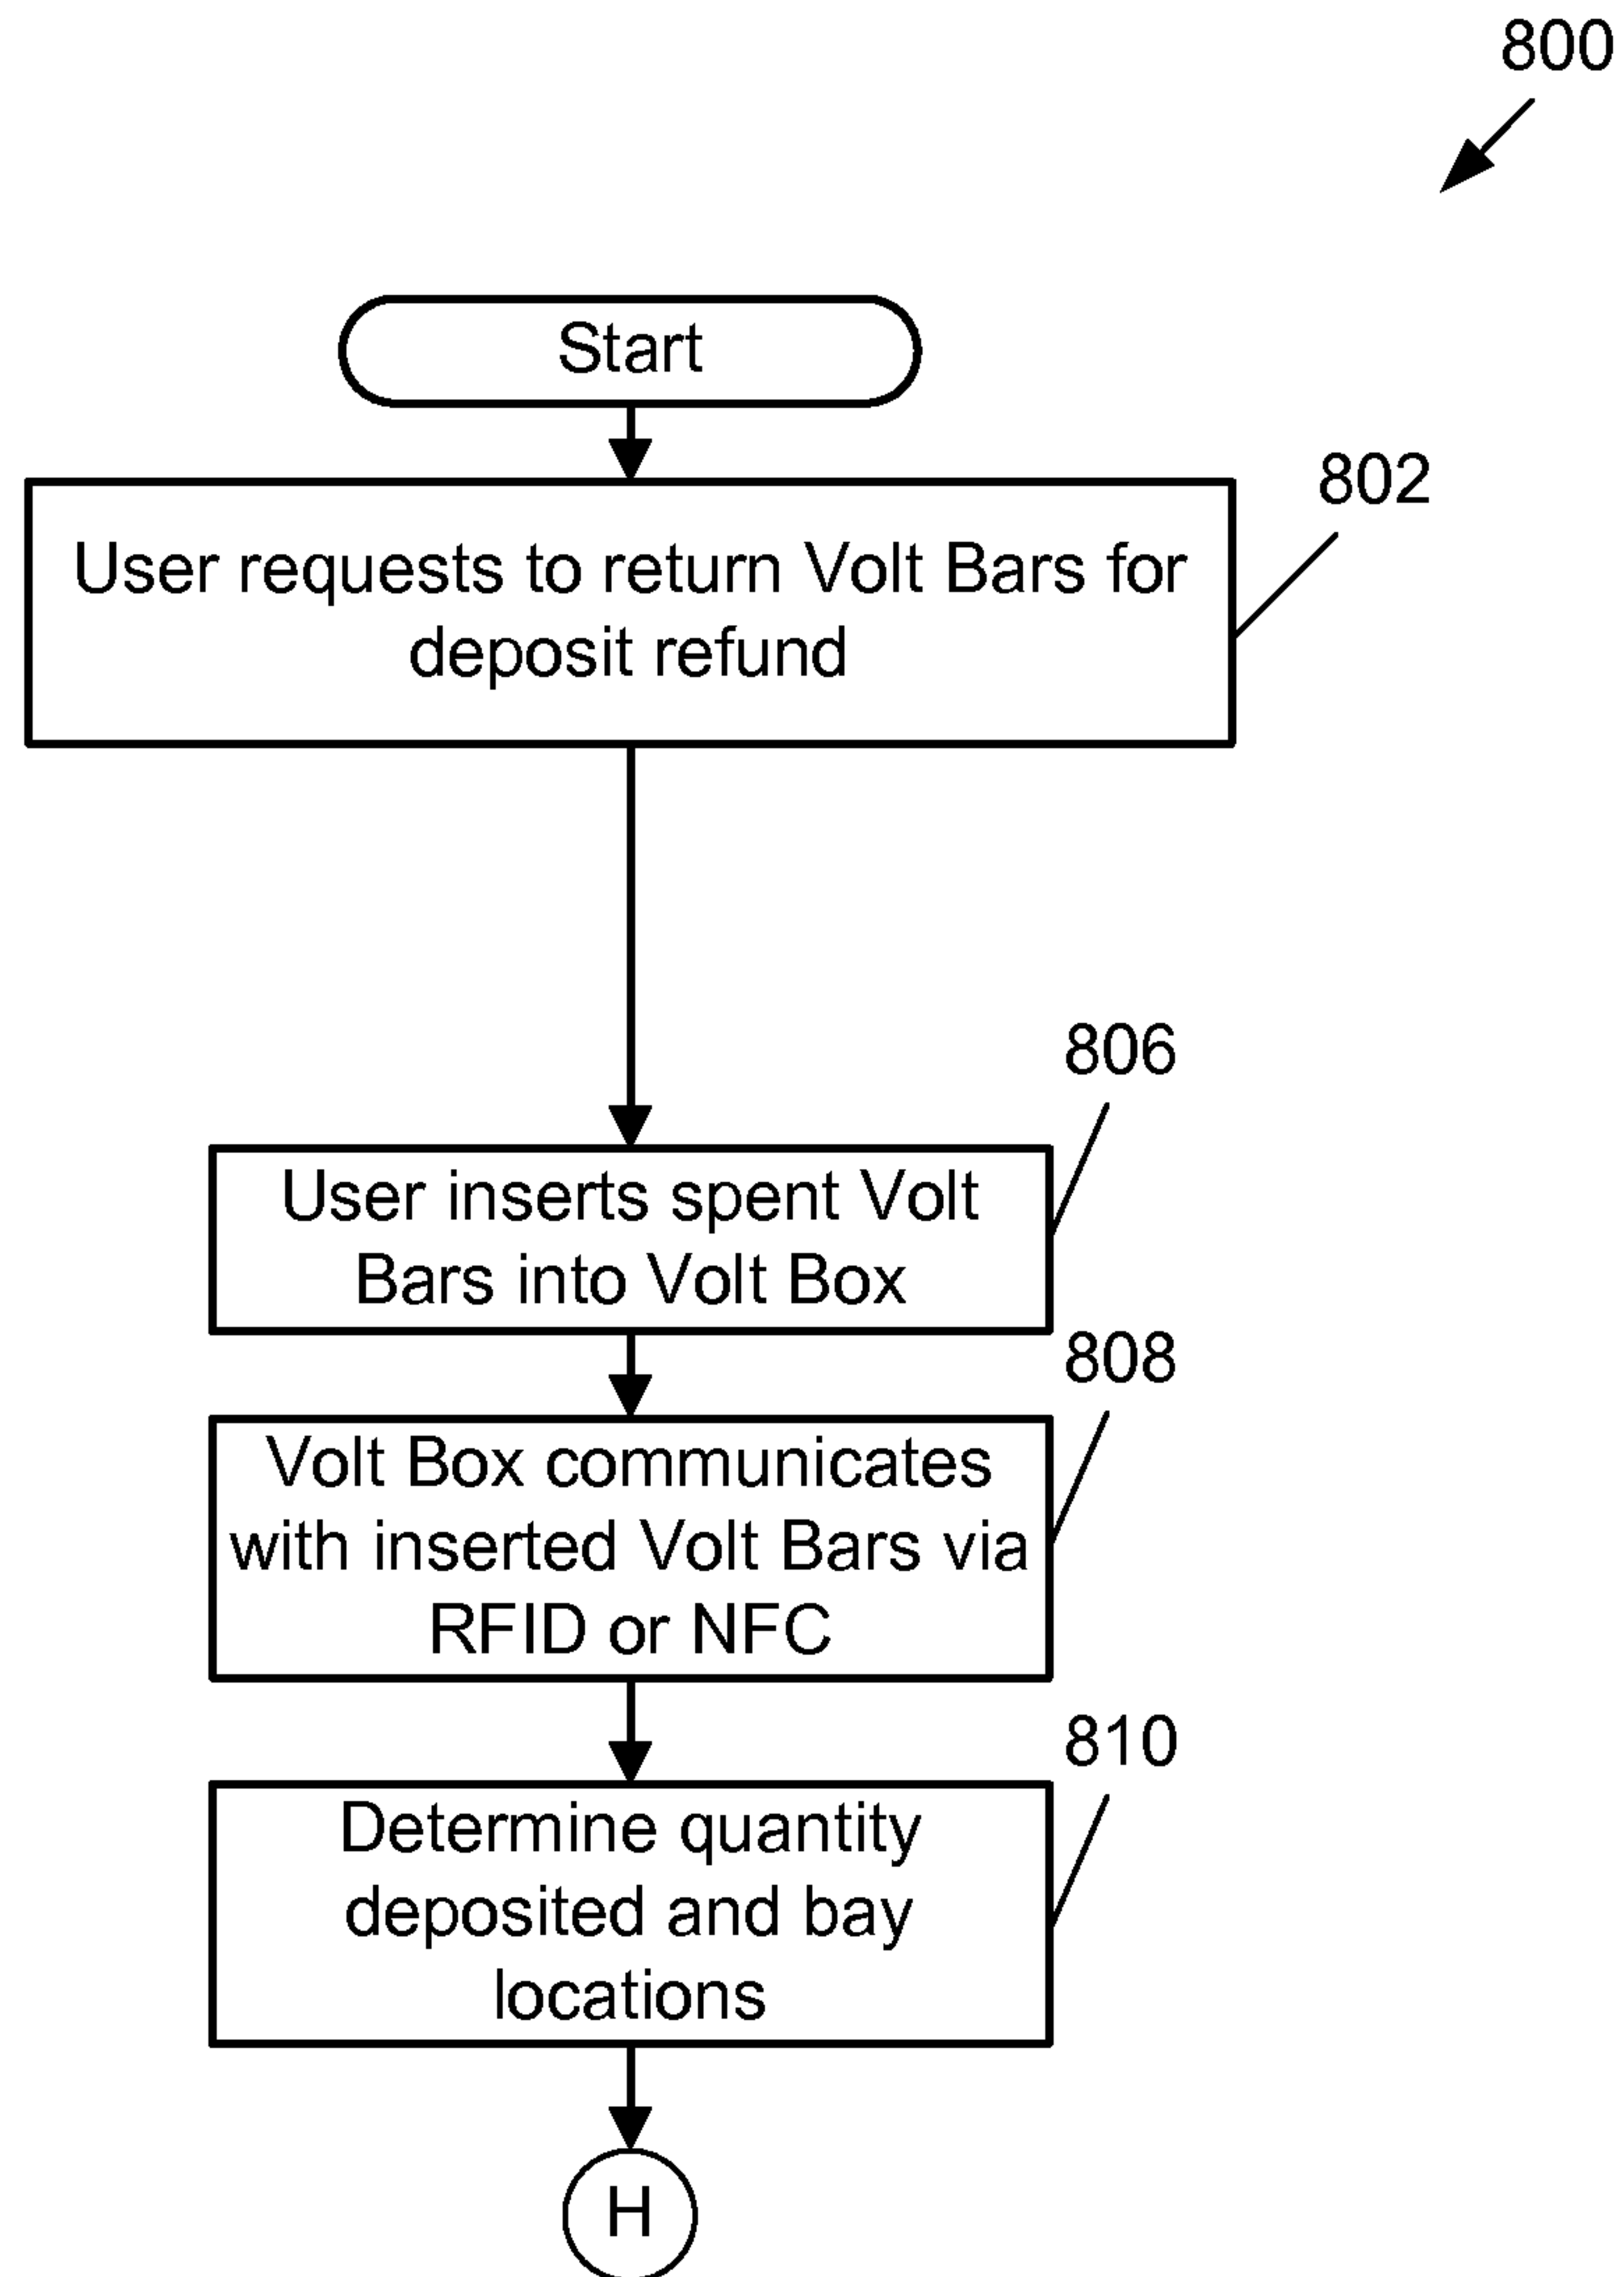 800
Start
802
User requests to return Volt Bars for
deposit refund
806
User inserts spent Volt
Bars into Volt Box
808
Volt Box communicates
with inserted Volt Bars via
RFID or NFC
810
Determine quantity
deposited and bay
locations
H